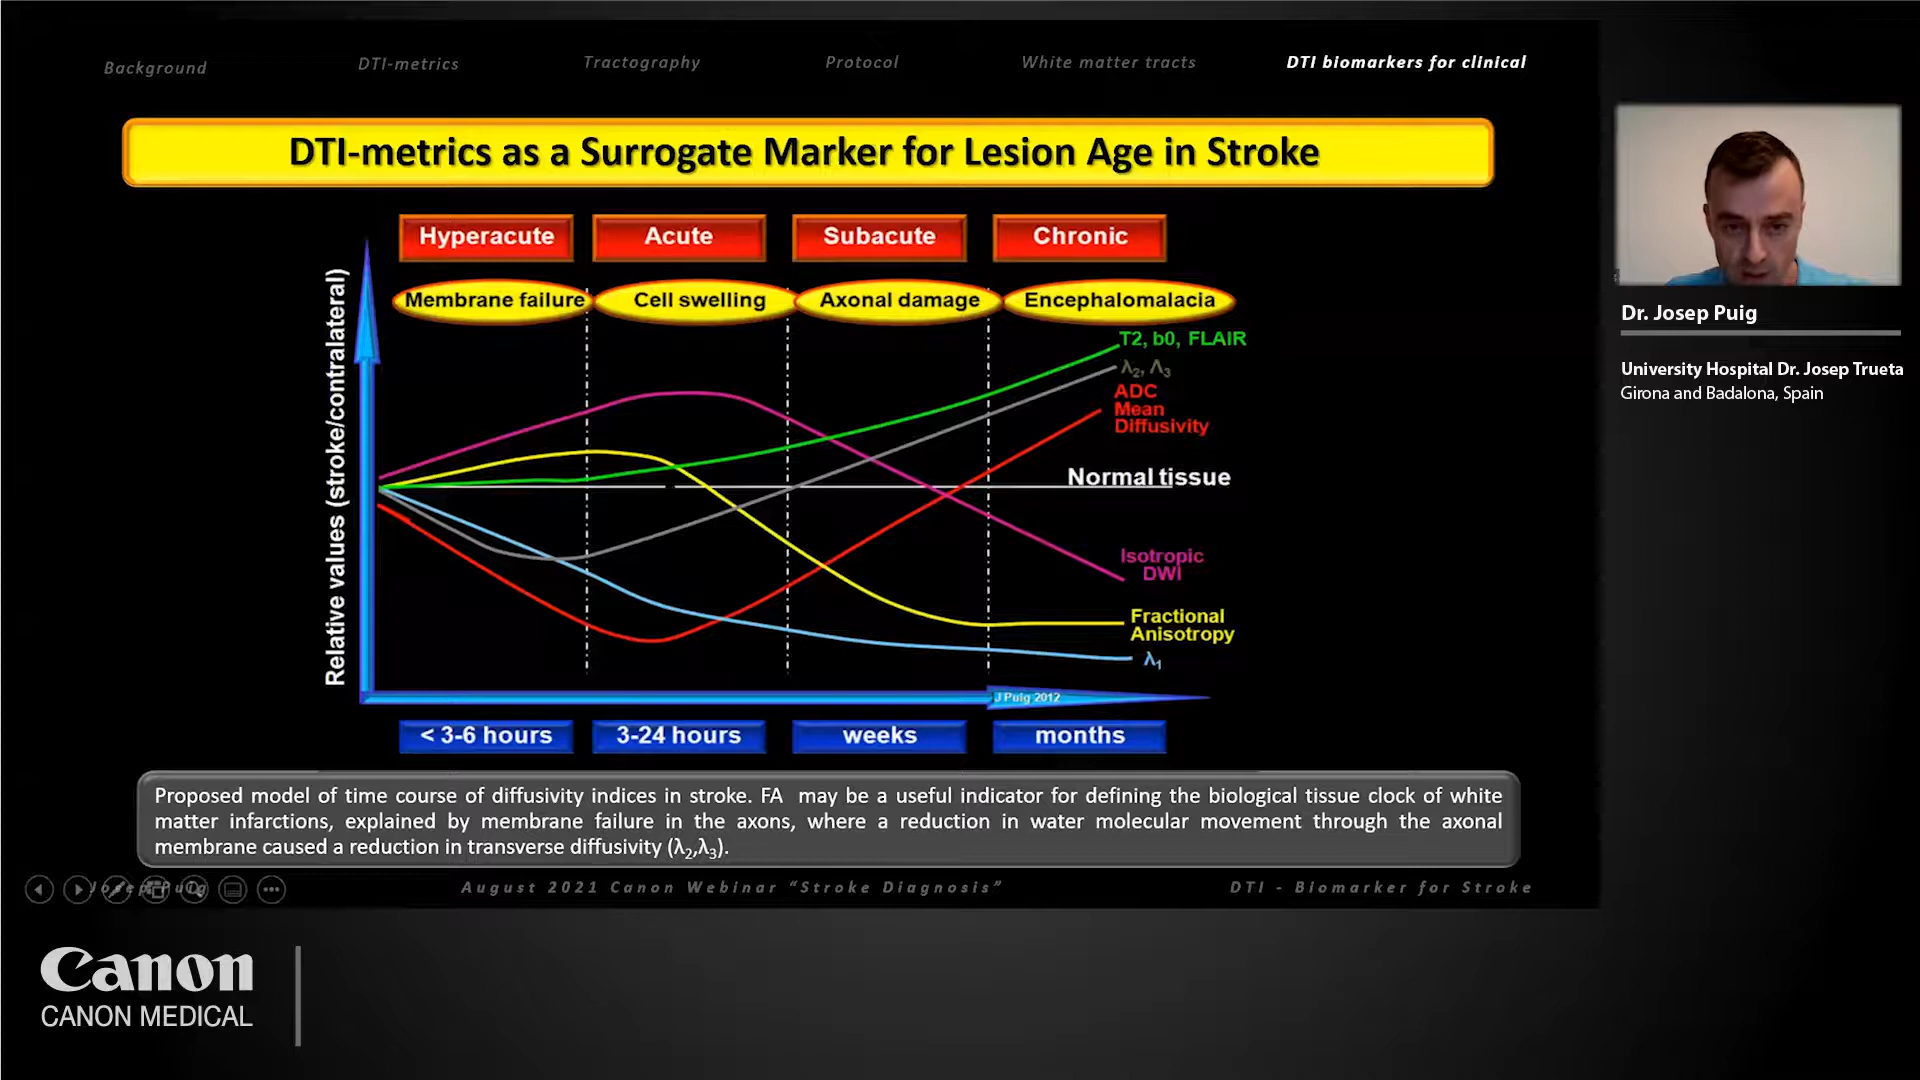 Background
DTI-metrics
Tractography
Protocol
White matter tracts
DTI biomarkers for clinical
DTI-metrics as a Surrogate Marker for Lesion Age in Stroke
Hyperacute
Acute
Subacute
Chronic
Membrane failure
Cell swelling
Axonal damage
Encephalomalacia
Relative values (stroke/contralateral)
T2, b0, FLAIR
λ2, Λ3
ADC
Mean
Diffusivity
Normal tissue
Isotropic
DWI
Fractional
Anisotropy
λ1
J Puig 2012
< 3-6 hours
3-24 hours
weeks
months
Proposed model of time course of diffusivity indices in stroke. FA may be a useful indicator for defining the biological tissue clock of white
matter infarctions, explained by membrane failure in the axons, where a reduction in water molecular movement through the axonal
membrane caused a reduction in transverse diffusivity (λ2,λ3).
Josep Puig
August 2021 Canon Webinar “Stroke Diagnosis”
DTI - Biomarker for Stroke
Dr. Josep Puig
University Hospital Dr. Josep Trueta
Girona and Badalona, Spain
Canon
CANON MEDICAL